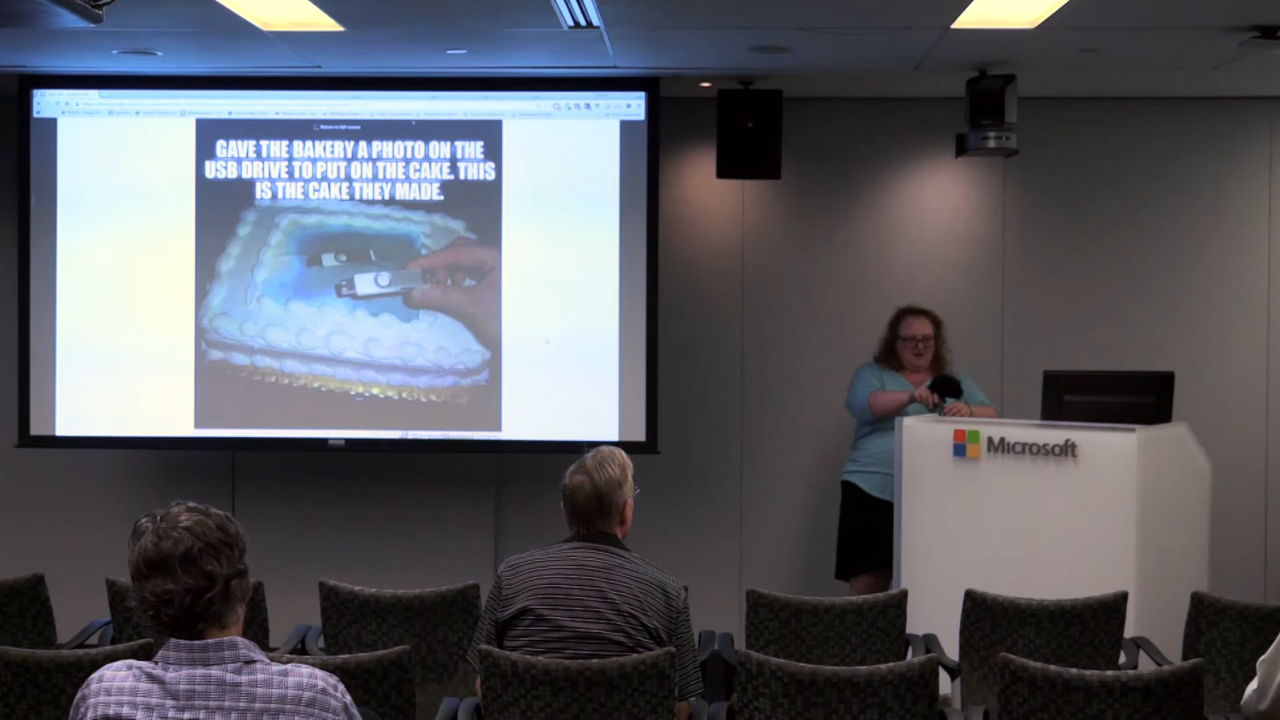 GAVE THE BAKERY A PHOTO ON THE
USB DRIVE TO PUT ON THE CAKE. THIS
IS THE CAKE THEY MADE.
Microsoft